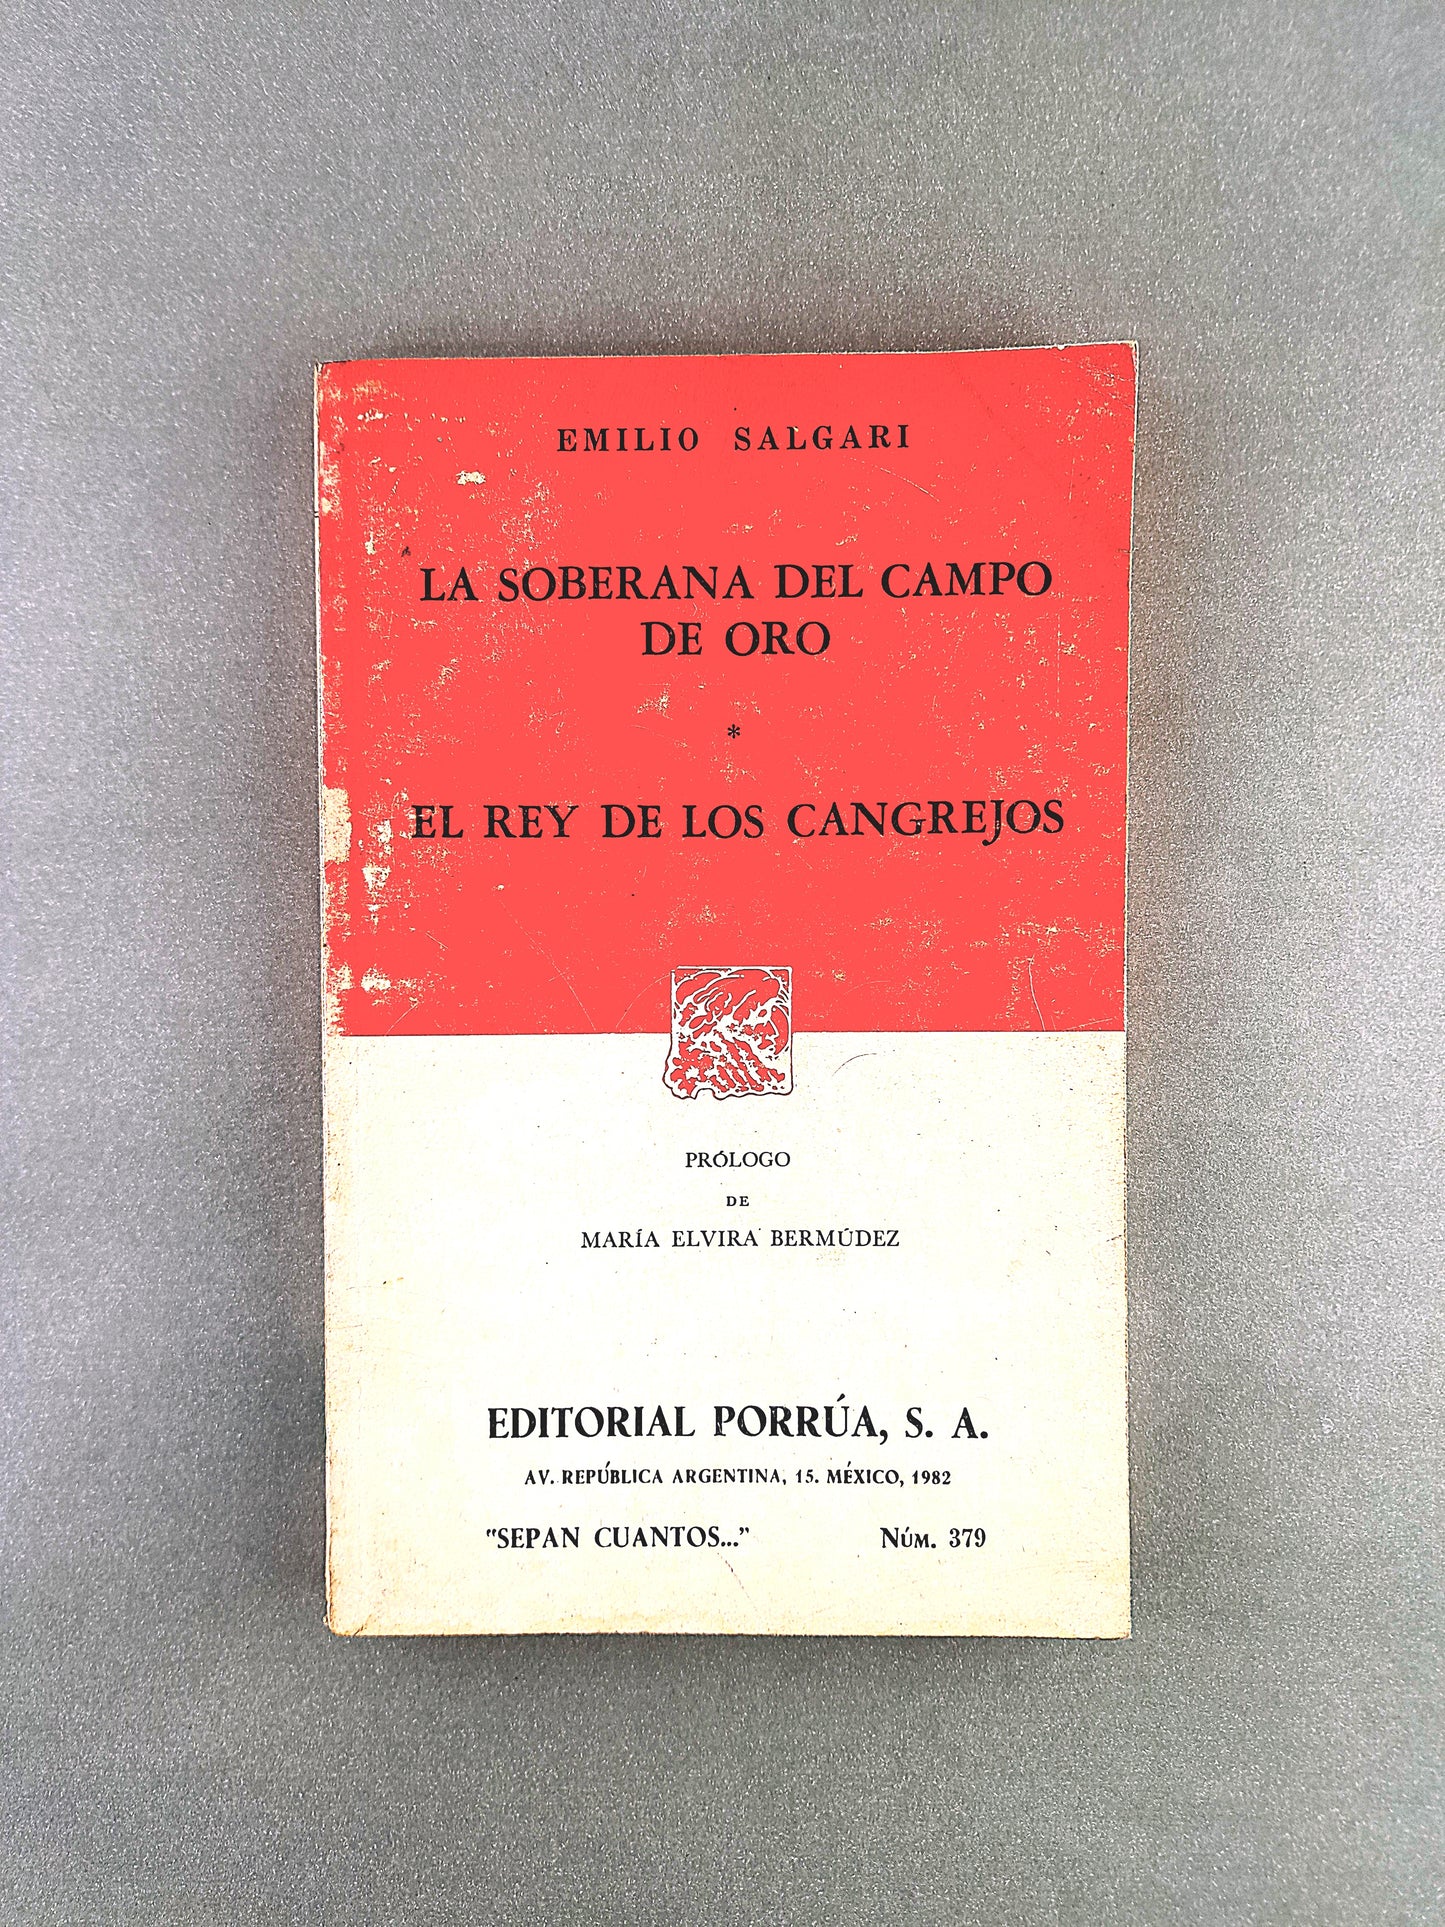 EMILIO SALGARI
LA SOBERANA DEL CAMPO
DE ORO
*
EL REY DE LOS CANGREJOS
PRÓLOGO
DE
MARÍA ELVIRA BERMÚDEZ
EDITORIAL PORRÚA, S. A.
AV. REPÚBLICA ARGENTINA, 15. MÉXICO, 1982
"SEPAN CUANTOS..." NÚM. 379